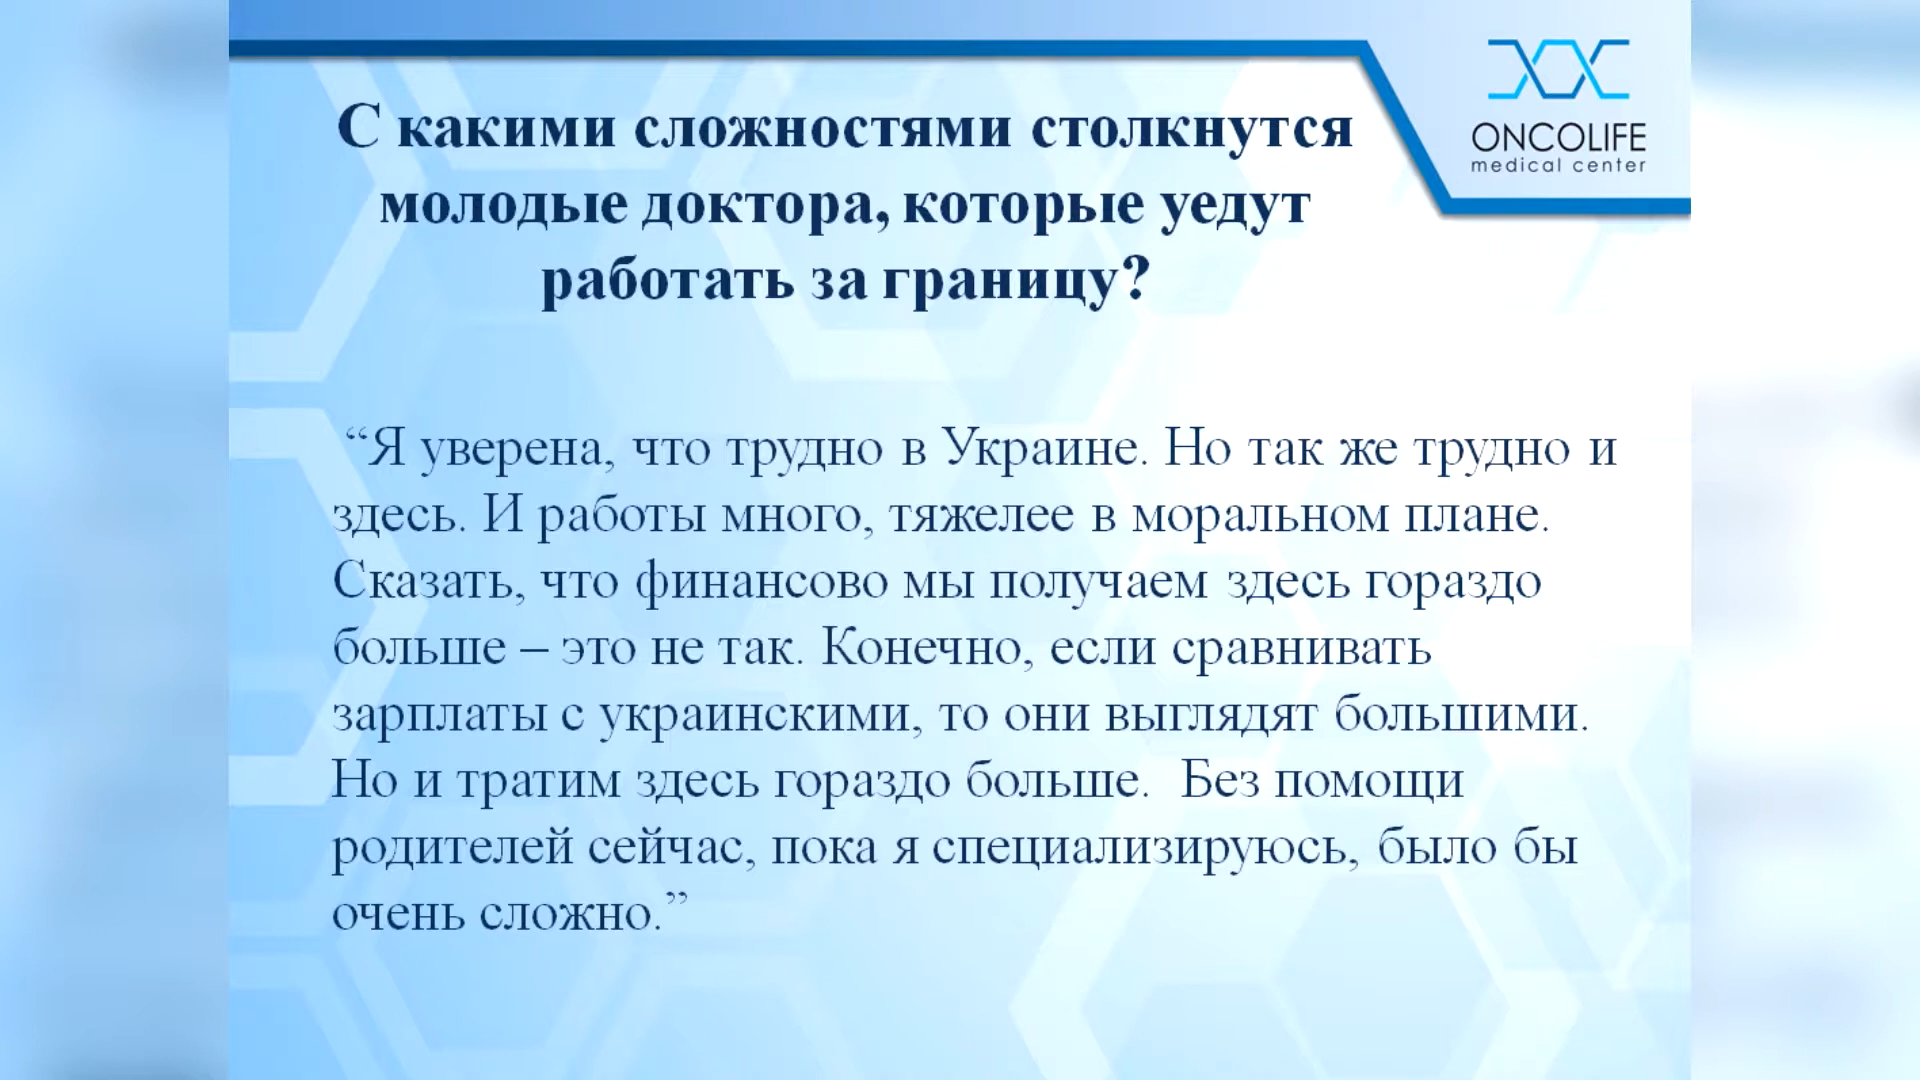 ONCOLIFE
medical center
С какими сложностями столкнутся
молодые доктора, которые уедут
работать за границу?
“Я уверена, что трудно в Украине. Но так же трудно и
здесь. И работы много, тяжелее в моральном плане.
Сказать, что финансово мы получаем здесь гораздо
больше – это не так. Конечно, если сравнивать
зарплаты с украинскими, то они выглядят большими.
Но и тратим здесь гораздо больше.  Без помощи
родителей сейчас, пока я специализируюсь, было бы
очень сложно.”